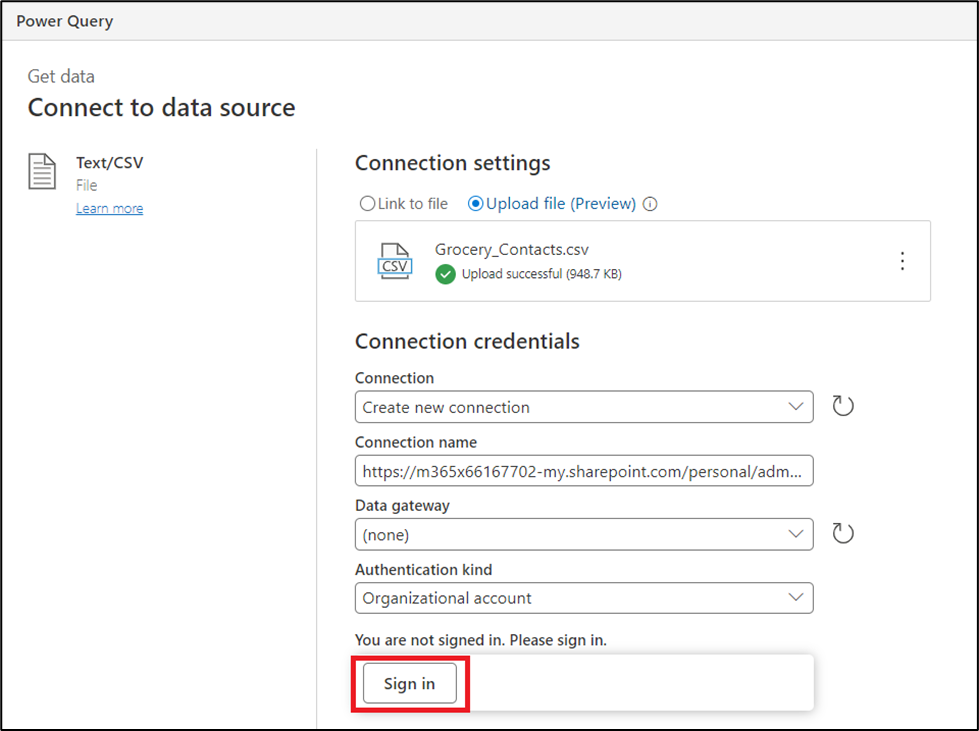 Power Query
Get data
Connect to data source
Text/CSV
File
Learn more
Connection settings
Link to file Upload file (Preview)
CSV
Grocery_Contacts.csv
Upload successful (948.7 KB)
Connection credentials
Connection
Create new connection
Connection name
https://m365x66167702-my.sharepoint.com/personal/adm...
Data gateway
(none)
Authentication kind
Organizational account
You are not signed in. Please sign in.
Sign in